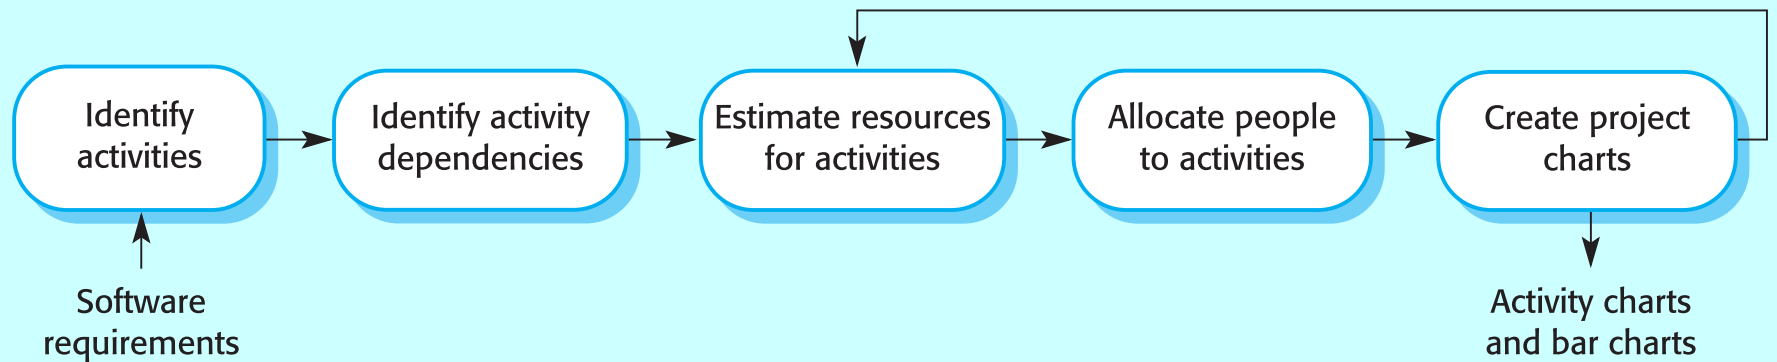 Identify
activities
Identify activity
dependencies
Estimate resources
for activities
Allocate people
to activities
Create project
charts
Software
requirements
Activity charts
and bar charts